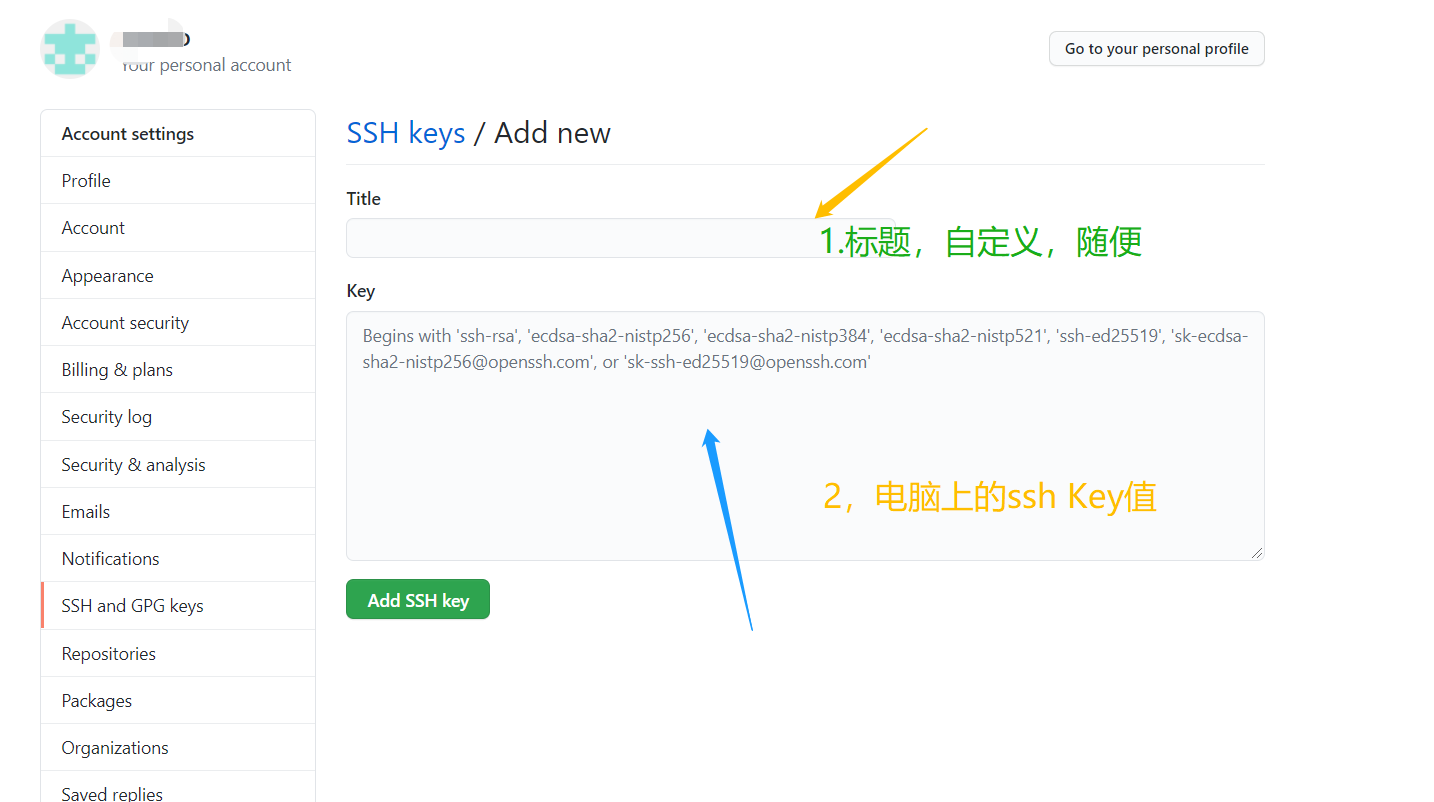 Your personal account
Go to your personal profile
Account settings
Profile
Account
Appearance
Account security
Billing & plans
Security log
Security & analysis
Emails
Notifications
SSH and GPG keys
Repositories
Packages
Organizations
Saved replies
SSH keys / Add new
Title
1.标题，自定义，随便
Key
Begins with 'ssh-rsa', 'ecdsa-sha2-nistp256', 'ecdsa-sha2-nistp384', 'ecdsa-sha2-nistp521', 'ssh-ed25519', 'sk-ecdsa-
sha2-nistp256@openssh.com', or 'sk-ssh-ed25519@openssh.com'
2，电脑上的ssh Key值
Add SSH key